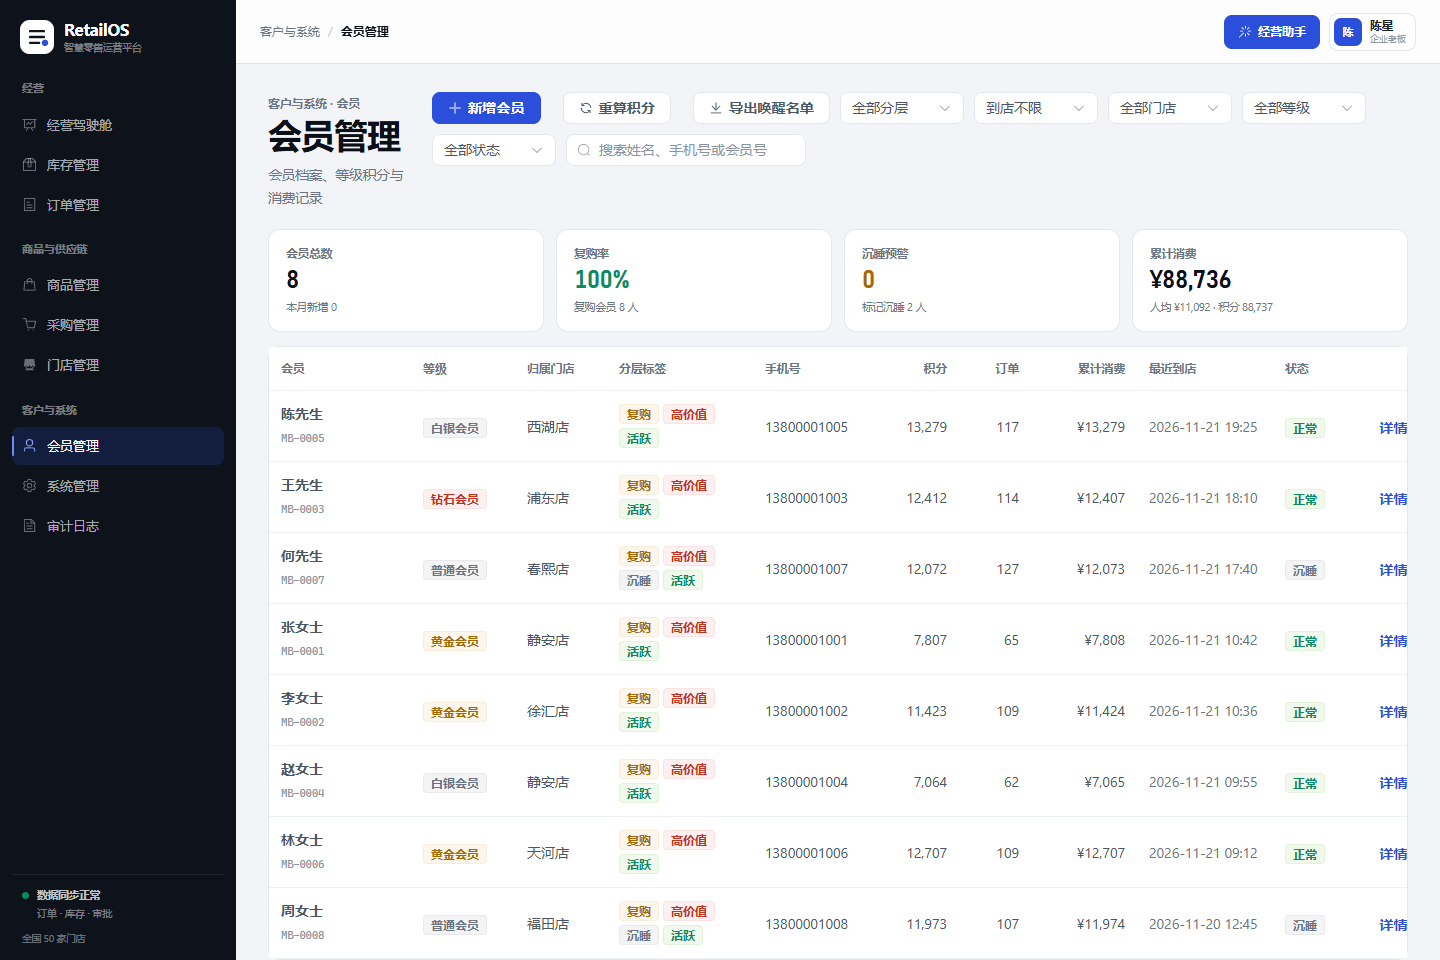 RetailOS
智慧零售运营平台
经营
经营驾驶舱
库存管理
订单管理
商品与供应链
商品管理
采购管理
门店管理
客户与系统
会员管理
系统管理
审计日志
数据同步正常
订单 · 库存 · 审批
全国 50 家门店
客户与系统 / 会员管理
经营助手
陈
陈星
企业老板
客户与系统 · 会员
会员管理
会员档案、等级积分与
消费记录
新增会员
重算积分
导出唤醒名单
全部分层
到店不限
全部门店
全部等级
全部状态
搜索姓名、手机号或会员号
会员总数
8
本月新增 0
复购率
100%
复购会员 8 人
沉睡预警
0
标记沉睡 2 人
累计消费
¥88,736
人均 ¥11,092 · 积分 88,737
会员 等级 归属门店 分层标签 手机号 积分 订单 累计消费 最近到店 状态
陈先生
MB-0005
白银会员 西湖店 复购 高价值 活跃 13800001005 13,279 117 ¥13,279 2026-11-21 19:25 正常 详情
王先生
MB-0003
钻石会员 浦东店 复购 高价值 活跃 13800001003 12,412 114 ¥12,407 2026-11-21 18:10 正常 详情
何先生
MB-0007
普通会员 春熙店 复购 高价值 沉睡 活跃 13800001007 12,072 127 ¥12,073 2026-11-21 17:40 沉睡 详情
张女士
MB-0001
黄金会员 静安店 复购 高价值 活跃 13800001001 7,807 65 ¥7,808 2026-11-21 10:42 正常 详情
李女士
MB-0002
黄金会员 徐汇店 复购 高价值 活跃 13800001002 11,423 109 ¥11,424 2026-11-21 10:36 正常 详情
赵女士
MB-0004
白银会员 静安店 复购 高价值 活跃 13800001004 7,064 62 ¥7,065 2026-11-21 09:55 正常 详情
林女士
MB-0006
黄金会员 天河店 复购 高价值 活跃 13800001006 12,707 109 ¥12,707 2026-11-21 09:12 正常 详情
周女士
MB-0008
普通会员 福田店 复购 高价值 沉睡 活跃 13800001008 11,973 107 ¥11,974 2026-11-20 12:45 沉睡 详情